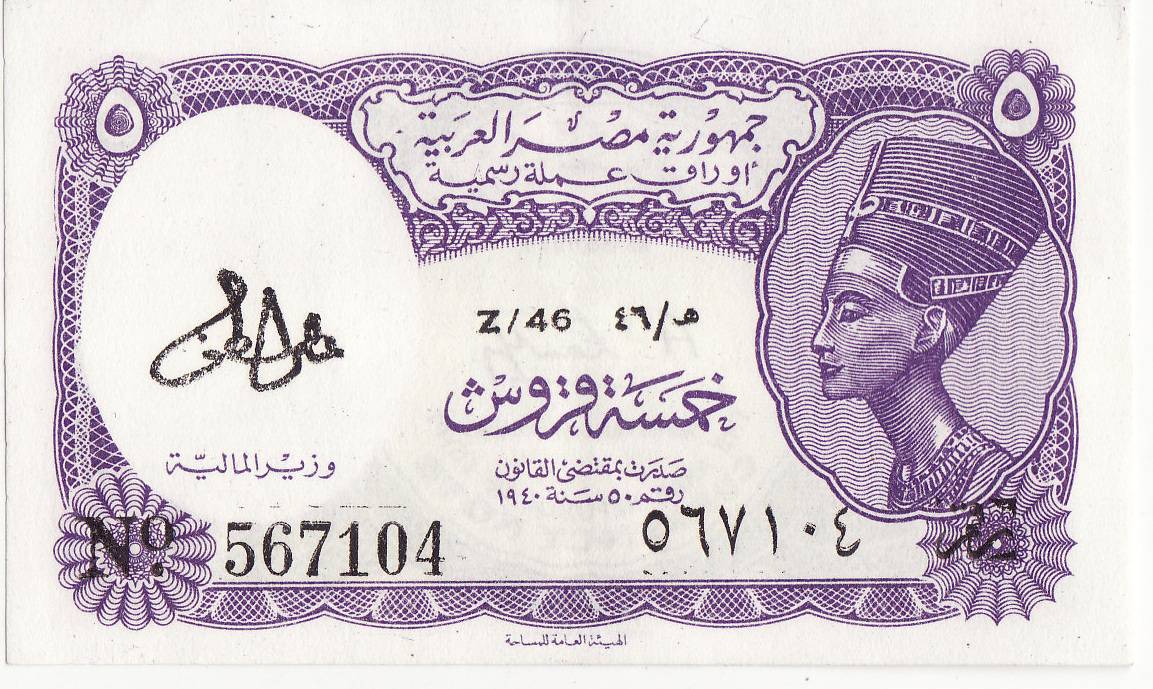 ٥ ٥
جمهورية مصر العربية
أوراق عملة رسمية
Z/46 ٤٦/هـ
خمسة قروش
وزير المالية
صدرت بمقتضى القانون
رقم ٥٠ سنة ١٩٤٠
Nº 567104 ٥٦٧١٠٤ نمرة
الهيئة العامة للمساحة